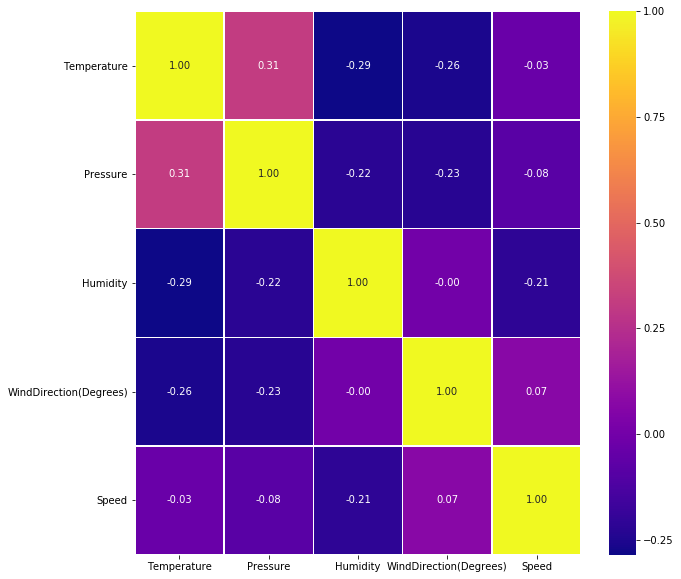 Temperature 1.00 0.31 -0.29 -0.26 -0.03
Pressure 0.31 1.00 -0.22 -0.23 -0.08
Humidity -0.29 -0.22 1.00 -0.00 -0.21
WindDirection(Degrees) -0.26 -0.23 -0.00 1.00 0.07
Speed -0.03 -0.08 -0.21 0.07 1.00
Temperature Pressure Humidity WindDirection(Degrees) Speed
1.00
0.75
0.50
0.25
0.00
−0.25